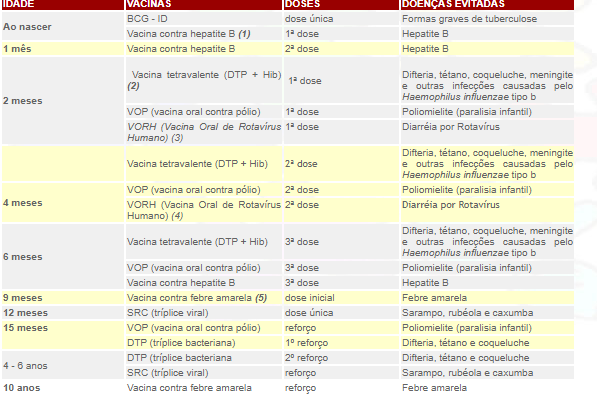 IDADE VACINAS DOSES DOENÇAS EVITADAS
Ao nascer
BCG - ID dose única Formas graves de tuberculose
Vacina contra hepatite B (1) 1ª dose Hepatite B
1 mês Vacina contra hepatite B 2ª dose Hepatite B
2 meses
Vacina tetravalente (DTP + Hib) (2) 1ª dose Difteria, tétano, coqueluche, meningite
e outras infecções causadas pelo
Haemophilus influenzae tipo b
VOP (vacina oral contra pólio) 1ª dose Poliomielite (paralisia infantil)
VORH (Vacina Oral de Rotavírus 1ª dose Diarréia por Rotavírus
Humano) (3)
4 meses
Vacina tetravalente (DTP + Hib) 2ª dose Difteria, tétano, coqueluche, meningite
e outras infecções causadas pelo
Haemophilus influenzae tipo b
VOP (vacina oral contra pólio) 2ª dose Poliomielite (paralisia infantil)
VORH (Vacina Oral de Rotavírus 2ª dose Diarréia por Rotavírus
Humano) (4)
6 meses
Vacina tetravalente (DTP + Hib) 3ª dose Difteria, tétano, coqueluche, meningite
e outras infecções causadas pelo
Haemophilus influenzae tipo b
VOP (vacina oral contra pólio) 3ª dose Poliomielite (paralisia infantil)
Vacina contra hepatite B 3ª dose Hepatite B
9 meses Vacina contra febre amarela (5) dose inicial Febre amarela
12 meses SRC (tríplice viral) dose única Sarampo, rubéola e caxumba
15 meses VOP (vacina oral contra pólio) reforço Poliomielite (paralisia infantil)
DTP (tríplice bacteriana) 1º reforço Difteria, tétano e coqueluche
4 - 6 anos
DTP (tríplice bacteriana 2º reforço Difteria, tétano e coqueluche
SRC (tríplice viral) reforço Sarampo, rubéola e caxumba
10 anos Vacina contra febre amarela reforço Febre amarela